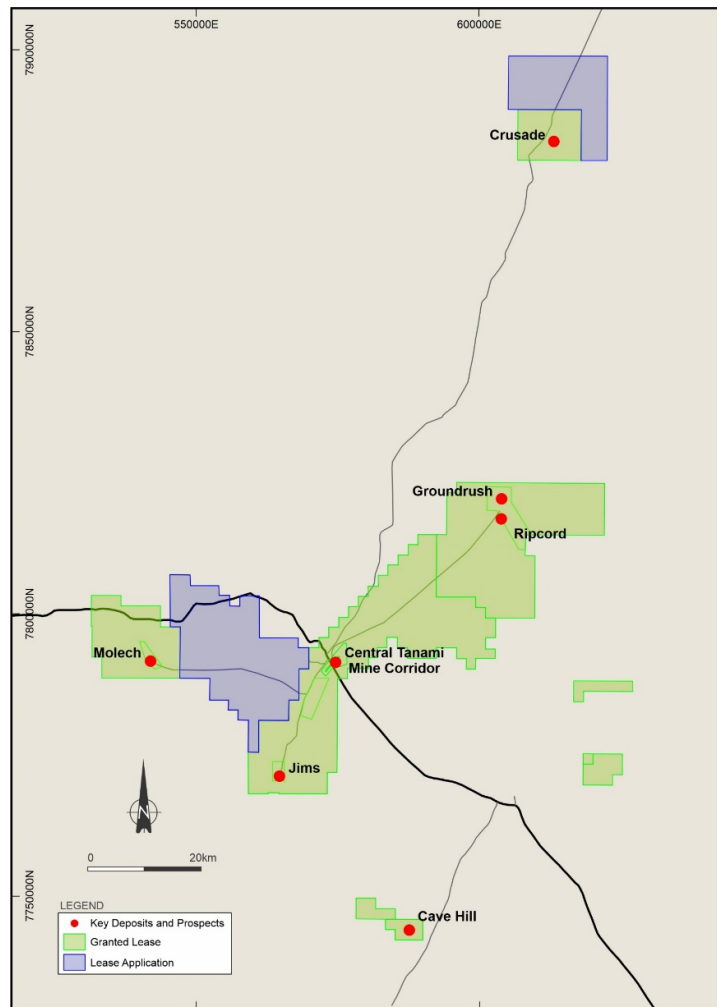 550000E
600000E
7900000N
Crusade
7850000N
Groundrush
Ripcord
7800000N
Molech
Central Tanami
Mine Corridor
Jims
N
0
20km
7750000N
Cave Hill
LEGEND
Key Deposits and Prospects
Granted Lease
Lease Application